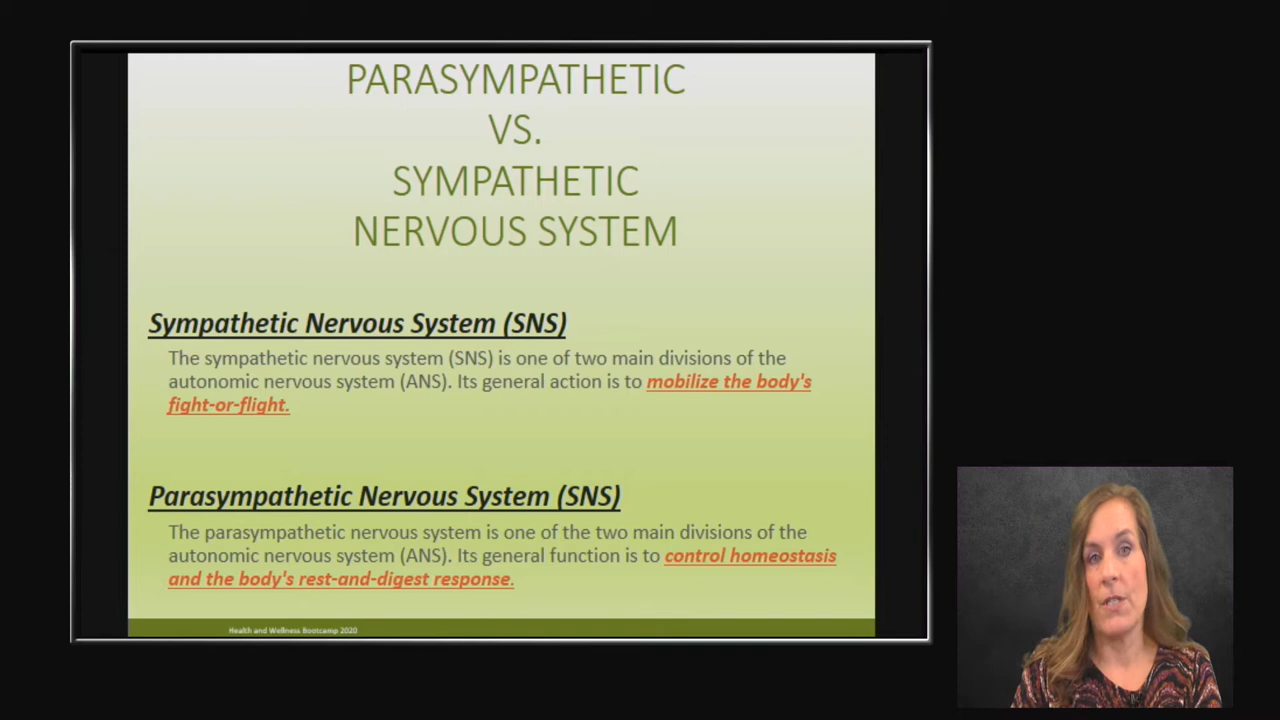 PARASYMPATHETIC
VS.
SYMPATHETIC
NERVOUS SYSTEM
Sympathetic Nervous System (SNS)
The sympathetic nervous system (SNS) is one of two main divisions of the
autonomic nervous system (ANS). Its general action is to mobilize the body's
fight-or-flight.
Parasympathetic Nervous System (SNS)
The parasympathetic nervous system is one of the two main divisions of the
autonomic nervous system (ANS). Its general function is to control homeostasis
and the body's rest-and-digest response.
Health and Wellness Bootcamp 2020